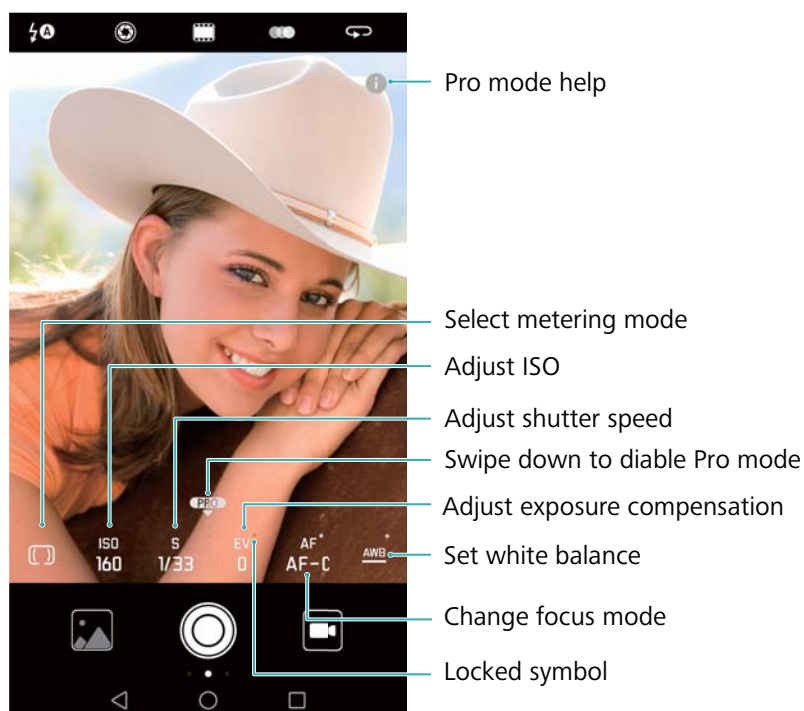 A
i
Pro mode help
Select metering mode
Adjust ISO
Adjust shutter speed
Swipe down to diable Pro mode
PRO
Adjust exposure compensation
ISO S EV AF
160 1/33 0 AF-C AWB
Set white balance
Change focus mode
Locked symbol